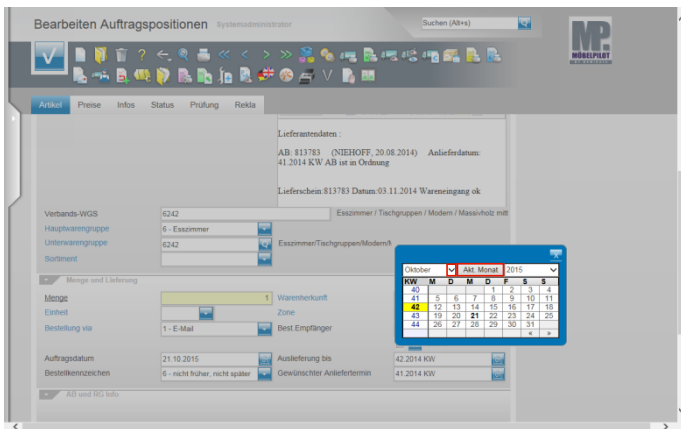 Bearbeiten Auftragspositionen Systemadministrator
Suchen (Alt+s)
MP
MÖBELPILOT
Artikel Preise Infos Status Prüfung Rekla
Lieferantendaten :
AB: 813783 (NIEHOFF, 20.08.2014) Anlieferdatum:
41.2014 KW AB ist in Ordnung
Lieferschein:813783 Datum:03.11.2014 Wareneingang ok
Verbands-WGS 6242 Esszimmer / Tischgruppen / Modern / Massivholz mitt
Hauptwarengruppe 6 - Esszimmer
Unterwarengruppe 6242 Esszimmer/Tischgruppen/Modern/M
Sortiment
Menge und Lieferung
Menge 1 Warenherkunft
Einheit Zone
Bestellung via 1 - E-Mail Best.Empfänger
Auftragsdatum 21.10.2015 Auslieferung bis 42.2014 KW
Bestellkennzeichen 6 - nicht früher, nicht später Gewünschter Anliefertermin 41.2014 KW
AB und RG Info
Oktober Akt. Monat 2015
KW M D M D F S S
40 1 2 3 4
41 5 6 7 8 9 10 11
42 12 13 14 15 16 17 18
43 19 20 21 22 23 24 25
44 26 27 28 29 30 31
« »